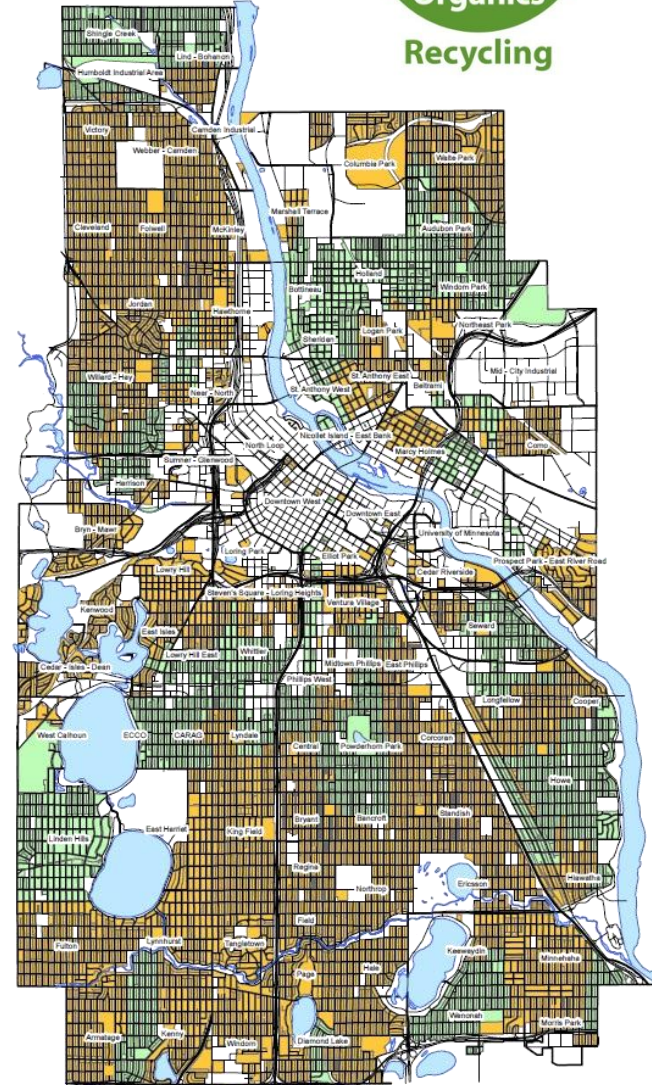 Organics
Recycling
Shingle Creek
Lind - Bohanon
Humboldt Industrial Area
Victory
Camden Industrial
Webber - Camden
Columbia Park
Waite Park
Marshall Terrace
Cleveland
Folwell
McKinley
Audubon Park
Holland
Bottineau
Windom Park
Jordan
Hawthorne
Logan Park
Northeast Park
Sheridan
Mid - City Industrial
Willard - Hay
St. Anthony East
Near - North
St. Anthony West
Beltrami
Nicollet Island - East Bank
North Loop
Marcy Holmes
Como
Sumner - Glenwood
Harrison
Downtown West
Downtown East
Bryn - Mawr
University of Minnesota
Loring Park
Elliot Park
Prospect Park - East River Road
Lowry Hill
Cedar Riverside
Steven's Square - Loring Heights
Kenwood
Ventura Village
East Isles
Seward
Lowry Hill East
Whittier
Cedar - Isles - Dean
Midtown Phillips
East Phillips
Phillips West
Longfellow
Cooper
West Calhoun
ECCO
CARAG
Lyndale
Central
Powderhorn Park
Corcoran
Howe
Bryant
Bancroft
Standish
Linden Hills
East Harriet
King Field
Regina
Northrop
Ericsson
Hiawatha
Field
Fulton
Lynnhurst
Tangletown
Keewaydin
Minnehaha
Page
Hale
Wenonah
Morris Park
Armatage
Kenny
Windom
Diamond Lake